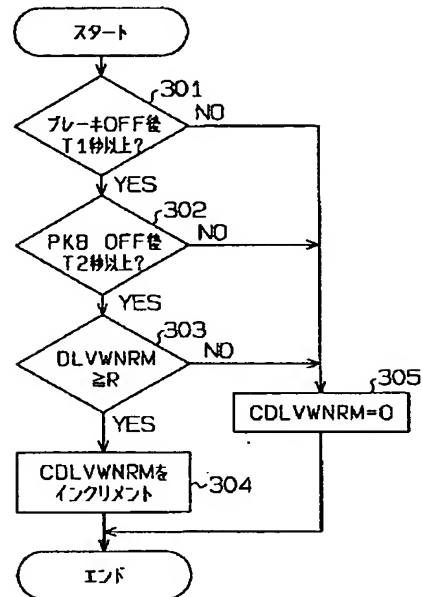 スタート
301
ブレーキOFF後
T1秒以上?
NO
YES
302
PKB OFF後
T2秒以上?
NO
YES
303
DLVWNRM
≧R
NO
YES
305
CDLVWNRM=0
CDLVWNRMを
インクリメント
304
エンド